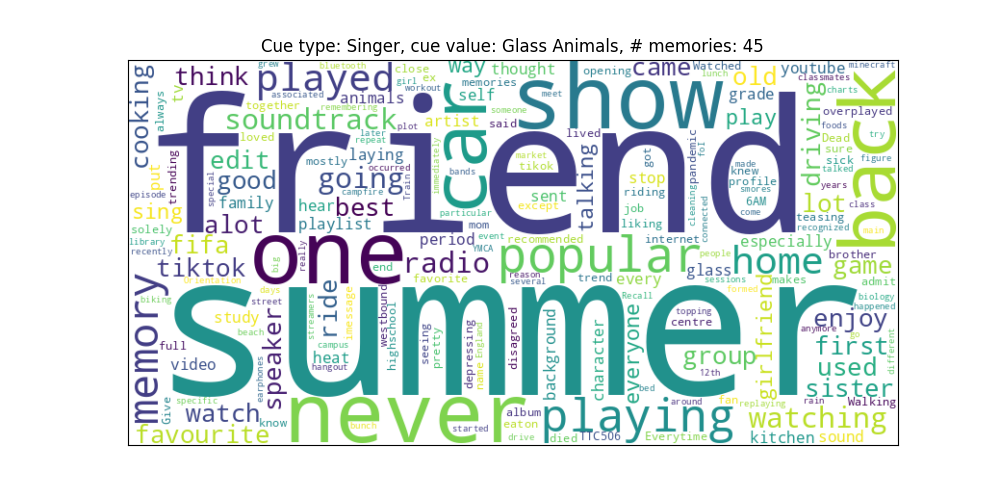 Cue type: Singer, cue value: Glass Animals, # memories: 45
cooking
think
tv
played
grew
bluetooth
associated
animals
close
ex
girl
workout
memories
way
thought
self
someone
opening
meet
show
came
Watched
lunch
old
grade
play
youtube
minecraft
classmates
charts
overplayed
foods
back
friend
always
put
trending
together
remembering
soundtrack
loved
later
repeat
plot
artist
said
lived
edit
special
good
family
mostly
laying
occurred
going
campfire
Train
immediately
car
bands
market
tiktok
talking
got
pandemic
fol
made
knew
profile
smores
6AM
come
driving
Dead
sure
sick
talked
try
figure
years
class
episode
sing
solely
library
recently
fifa
alot
hear
best
playlist
particular
mom
sent
except
stop
riding
job
liking
cleaning
connected
lot
teasing
recognized
main
tiktok
Orientation
big
really
one
end
period
event
YMCA
radio
favorite
recommended
popular
reason
several
internet
people
trend
every
glass
sessions
especially
home
makes
formed
brother
game
admit
memory
biking
days
street
beach
study
full
video
speaker
summer
streamers
campus
heat
hangout
ride
imessage
westbound
highschool
seeing
pretty
depressing
name
England
disagreed
background
character
everyone
Recall
topping
centre
group
12th
girlfriend
biology
happened
enjoy
anymore
go
first
used
different
sister
Give
specific
watch
earphones
know
favourite
bunch
never
started
album
eaton
drive
died
playing
TTC506
bed
around
Everytime
fan
replaying
rain
Walking
watching
kitchen
sound